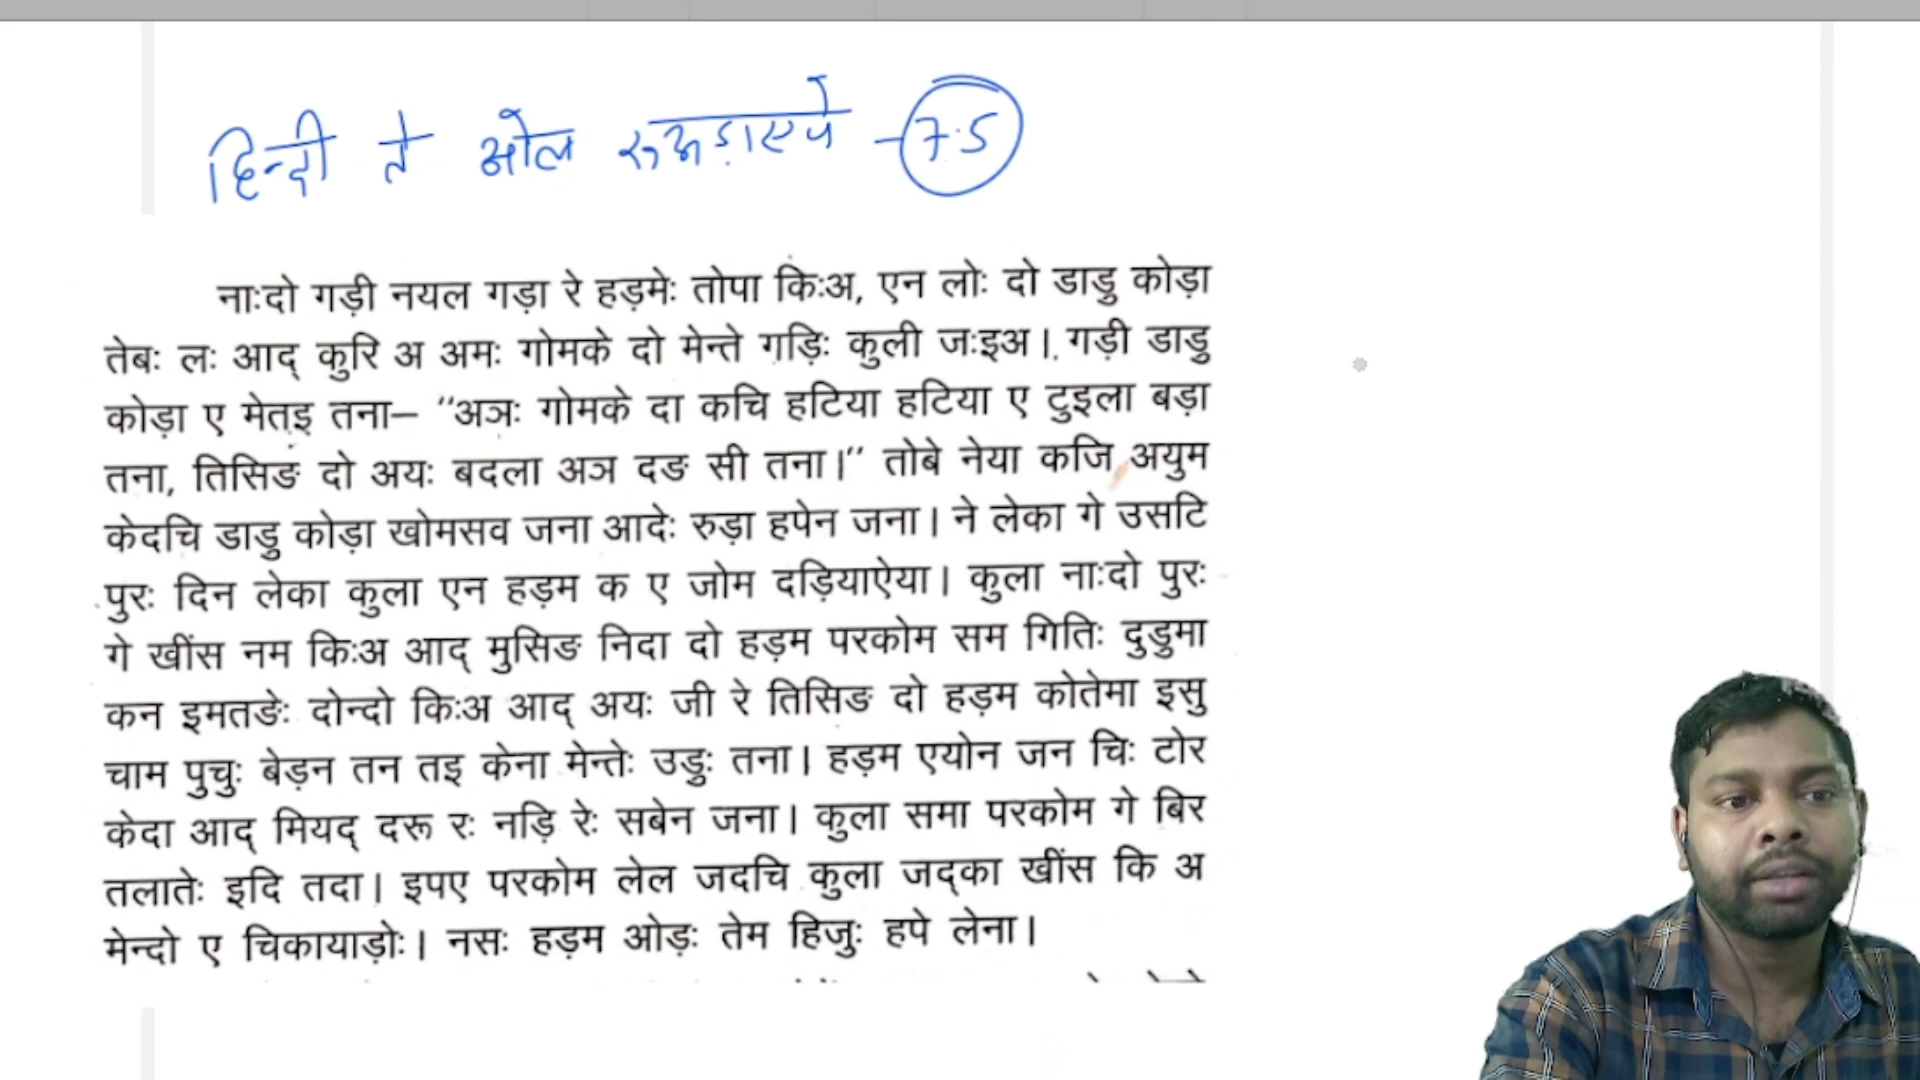 हिन्दी ते ओल रुअड़ाएपे - 7.5
नाःदो गड़ी नयल गड़ा रे हड़मेः तोपा किःअ, एन लोः दो डाडु कोड़ा
तेबः लः आद् कुरि अ अमः गोमके दो मेन्ते गड़िः कुली जःइअ। गड़ी डाडु
कोड़ा ए मेतइ तना– "अञः गोमके दा कचि हटिया हटिया ए टुइला बड़ा
तना, तिसिङ दो अयः बदला अञ दङ सी तना।" तोबे नेया कजि अयुम
केदचि डाडु कोड़ा खोमसव जना आदेः रुड़ा हपेन जना। ने लेका गे उसटि
पुरः दिन लेका कुला एन हड़म क ए जोम दड़ियाऐया। कुला नाःदो पुरः
गे खींस नम किःअ आद् मुसिङ निदा दो हड़म परकोम सम गितिः दुडुमा
कन इमतङेः दोन्दो किःअ आद् अयः जी रे तिसिङ दो हड़म कोतेमा इसु
चाम पुचुः बेड़न तन तइ केना मेन्तेः उडुः तना। हड़म एयोन जन चिः टोर
केदा आद् मियद् दरू रः नड़ि रेः सबेन जना। कुला समा परकोम गे बिर
तलातेः इदि तदा। इपए परकोम लेल जदचि कुला जद्का खींस कि अ
मेन्दो ए चिकायाड़ोः। नसः हड़म ओड़ः तेम हिजुः हपे लेना।